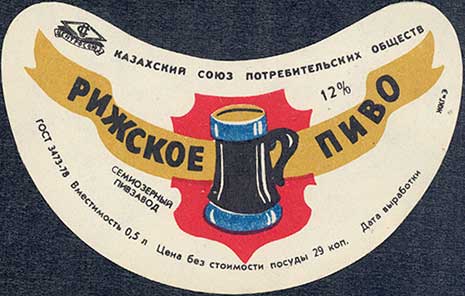 КАЗАХСКИЙ СОЮЗ ПОТРЕБИТЕЛЬСКИХ ОБЩЕСТВ
РИЖСКОЕ ПИВО
12%
СЕМИОЗЕРНЫЙ
ПИВЗАВОД
ГОСТ 3473-78 Вместимость 0,5 л Цена без стоимости посуды 29 коп. Дата выработки